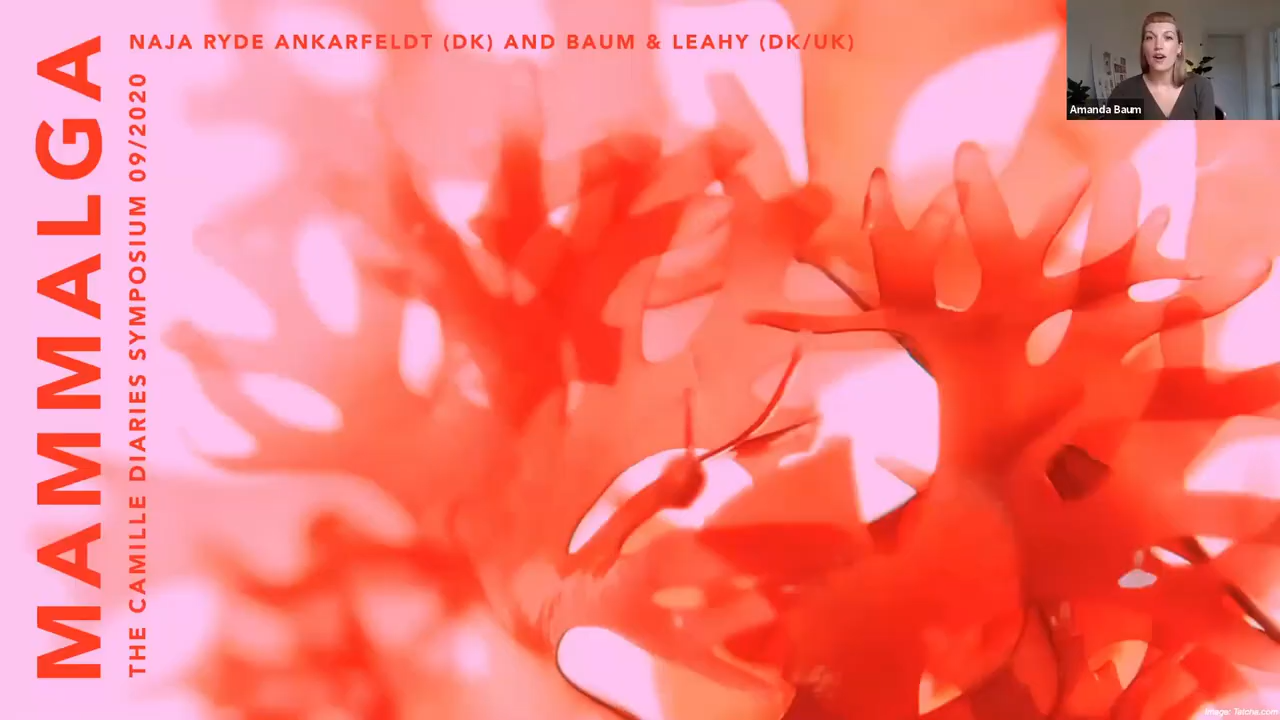 MAMMALGA
NAJA RYDE ANKARFELDT (DK) AND BAUM & LEAHY (DK/UK)
THE CAMILLE DIARIES SYMPOSIUM 09/2020
Amanda Baum
Image: Tatcha.com